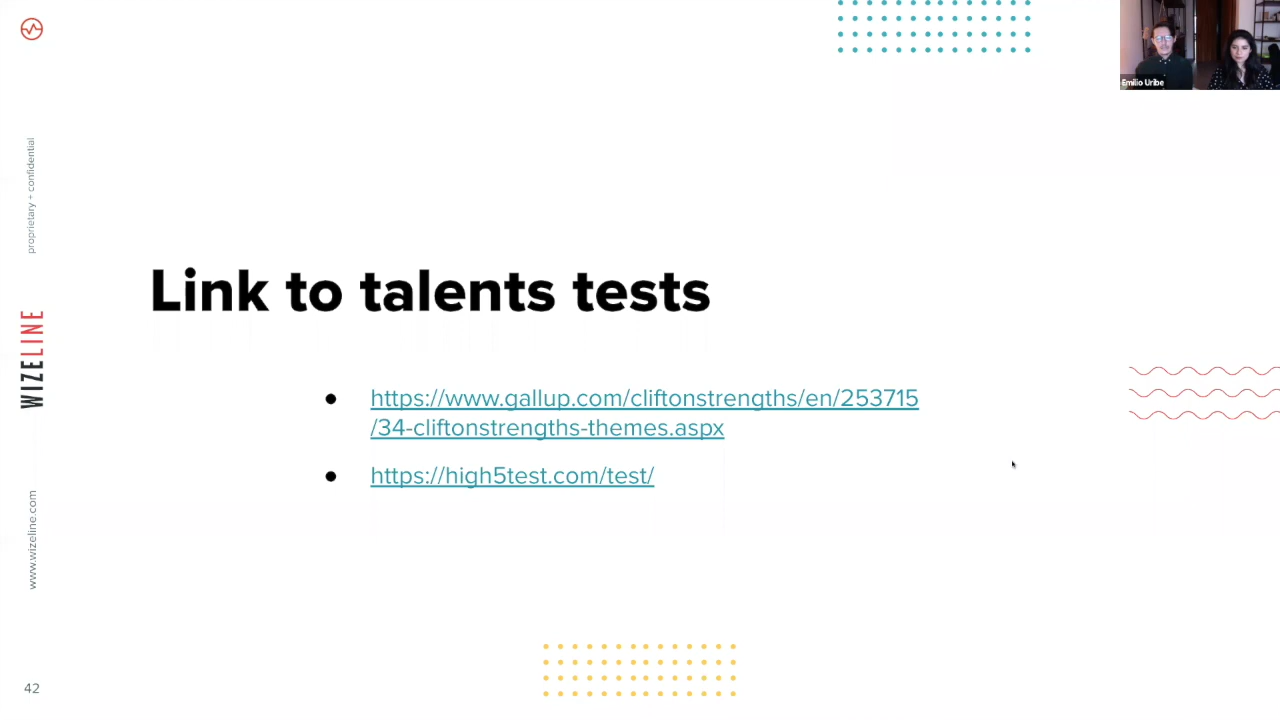 Emilio Uribe
proprietary + confidential
WIZELINE
www.wizeline.com
Link to talents tests
https://www.gallup.com/cliftonstrengths/en/253715
/34-cliftonstrengths-themes.aspx
https://high5test.com/test/
42